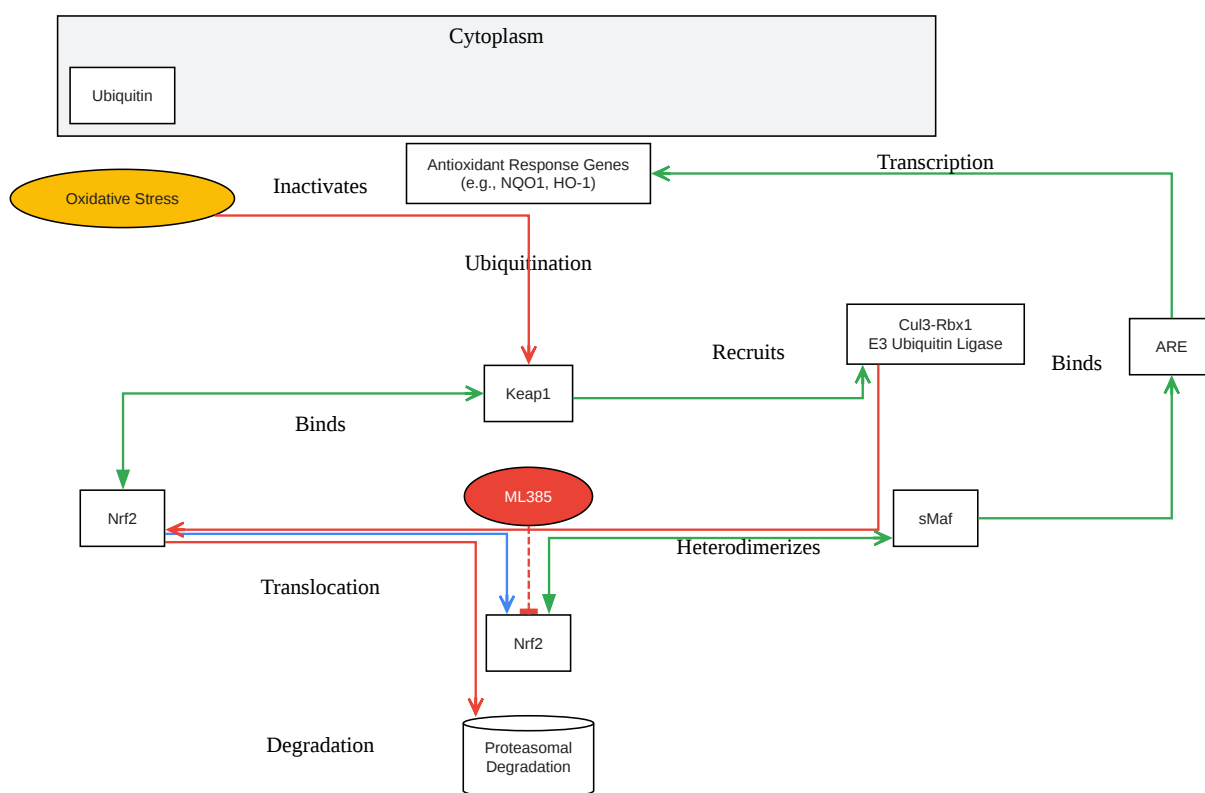 Cytoplasm
Ubiquitin
Antioxidant Response Genes
(e.g., NQO1, HO-1)
Transcription
Oxidative Stress
Inactivates
Ubiquitination
Cul3-Rbx1
E3 Ubiquitin Ligase
ARE
Recruits
Binds
Keap1
Binds
ML385
Nrf2
sMaf
Heterodimerizes
Translocation
Nrf2
Degradation
Proteasomal
Degradation